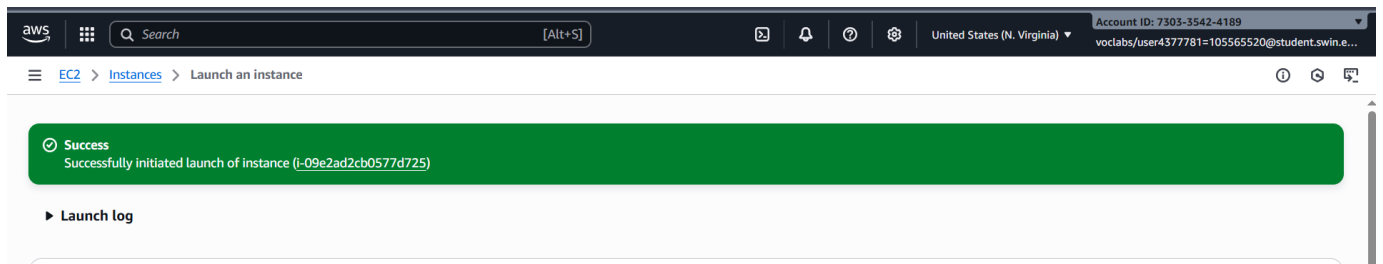 aws
Search [Alt+S]
United States (N. Virginia)
Account ID: 7303-3542-4189
voclabs/user4377781=105565520@student.swin.e...
EC2 > Instances > Launch an instance
Success
Successfully initiated launch of instance (i-09e2ad2cb0577d725)
Launch log